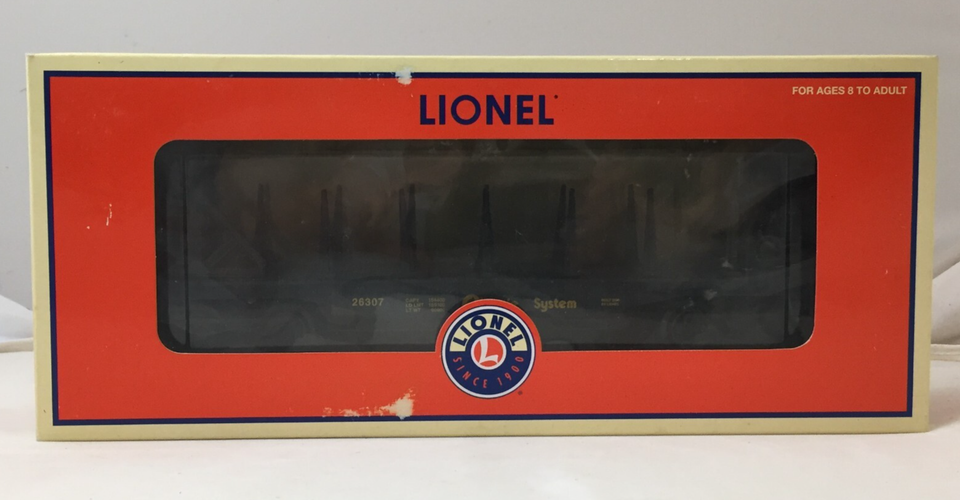 LIONEL
FOR AGES 8 TO ADULT
26307
System
LIONEL
L
SINCE 1900